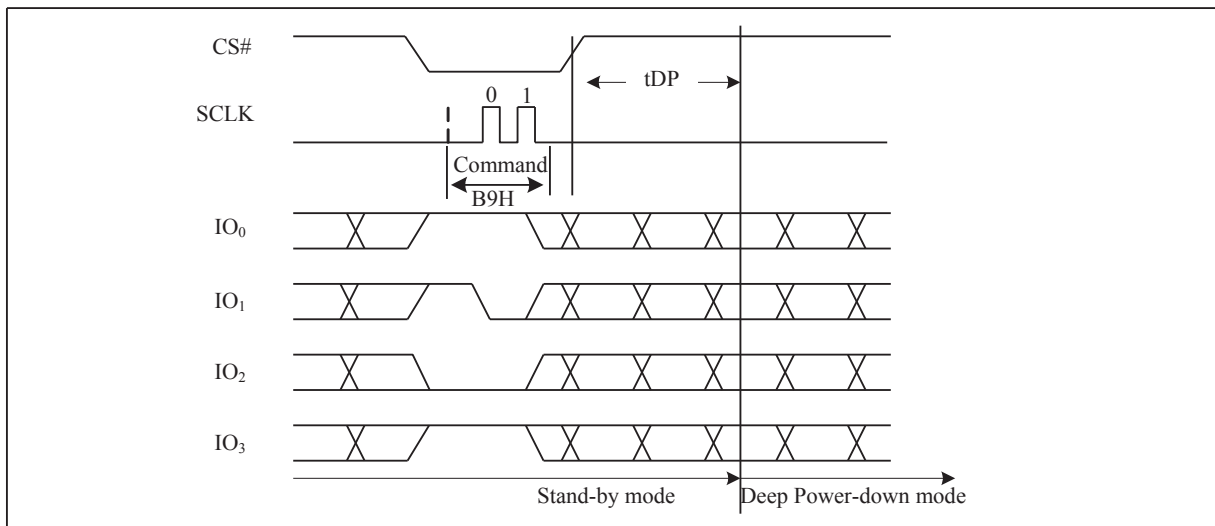 CS#
tDP
0 1
SCLK
Command
B9H
IO₀
IO₁
IO₂
IO₃
Stand-by mode
Deep Power-down mode